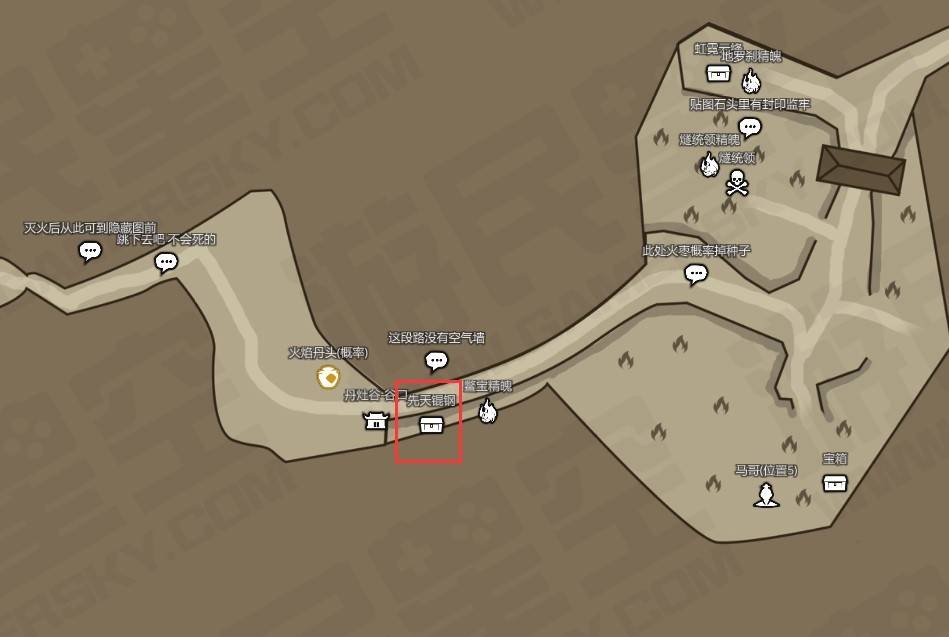 虹霓元缘
地罗刹精魄
贴图石头里有封印监牢
燧统领精魄
燧统领
灭火后从此可到隐藏图前
跳下去吧 不会死的
此处火枣概率掉种子
这段路没有空气墙
火焰丹头(概率)
鳖宝精魄
丹灶谷-谷口
先天锟钢
宝箱
马哥(位置5)
ERSKY.COM